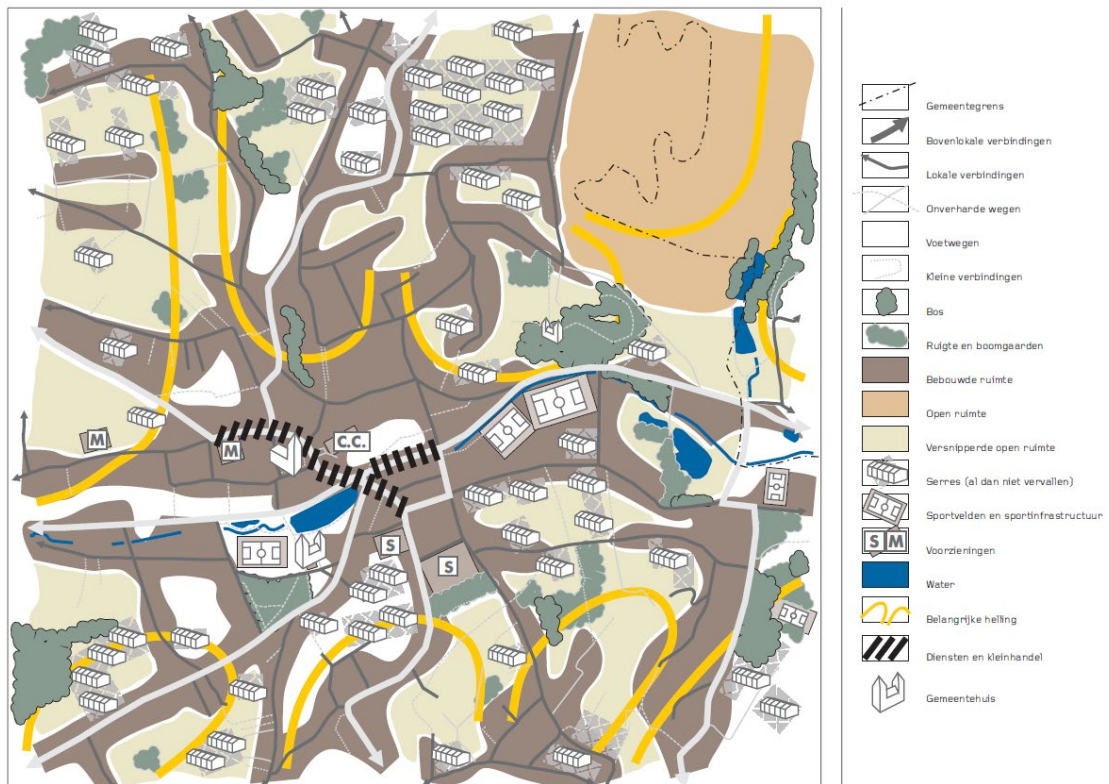 M
M
C.C.
S
S
Gemeentegrens
Bovenlokale verbindingen
Lokale verbindingen
Onverharde wegen
Voetwegen
Kleine verbindingen
Bos
Ruigte en boomgaarden
Bebouwde ruimte
Open ruimte
Versnipperde open ruimte
Serres (al dan niet vervallen)
Sportvelden en sportinfrastructuur
S M Voorzieningen
Water
Belangrijke helling
Diensten en kleinhandel
Gemeentehuis